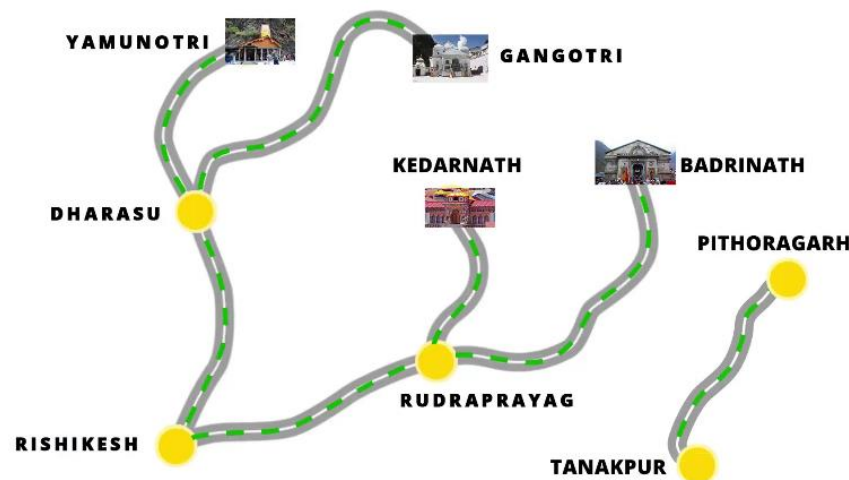 YAMUNOTRI
GANGOTRI
KEDARNATH
BADRINATH
DHARASU
PITHORAGARH
RUDRAPRAYAG
RISHIKESH
TANAKPUR